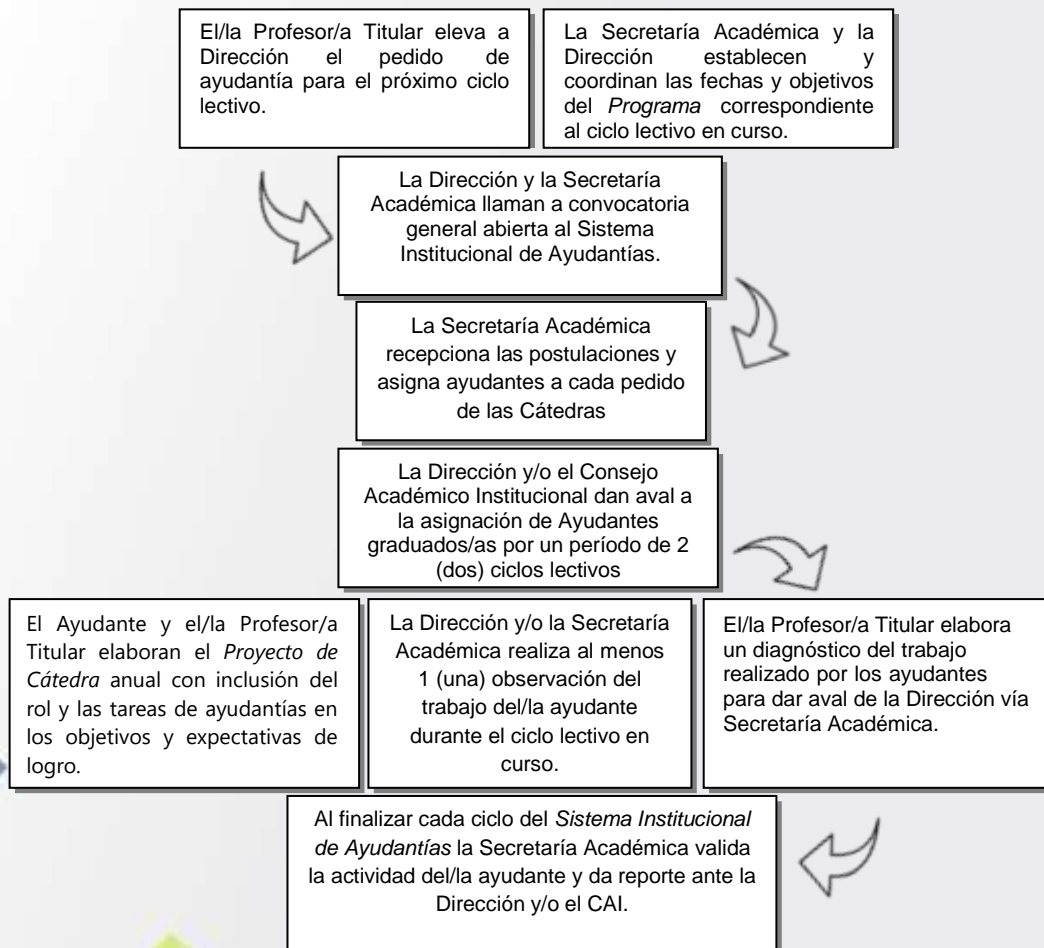 El/la Profesor/a Titular eleva a
Dirección el pedido de
ayudantía para el próximo ciclo
lectivo.
La Secretaría Académica y la
Dirección establecen y
coordinan las fechas y objetivos
del Programa correspondiente
al ciclo lectivo en curso.
La Dirección y la Secretaría
Académica llaman a convocatoria
general abierta al Sistema
Institucional de Ayudantías.
La Secretaría Académica
recepciona las postulaciones y
asigna ayudantes a cada pedido
de las Cátedras
La Dirección y/o el Consejo
Académico Institucional dan aval a
la asignación de Ayudantes
graduados/as por un período de 2
(dos) ciclos lectivos
El Ayudante y el/la Profesor/a
Titular elaboran el Proyecto de
Cátedra anual con inclusión del
rol y las tareas de ayudantías en
los objetivos y expectativas de
logro.
La Dirección y/o la Secretaría
Académica realiza al menos
1 (una) observación del
trabajo del/la ayudante
durante el ciclo lectivo en
curso.
El/la Profesor/a Titular elabora
un diagnóstico del trabajo
realizado por los ayudantes
para dar aval de la Dirección vía
Secretaría Académica.
Al finalizar cada ciclo del Sistema Institucional
de Ayudantías la Secretaría Académica valida
la actividad del/la ayudante y da reporte ante la
Dirección y/o el CAI.